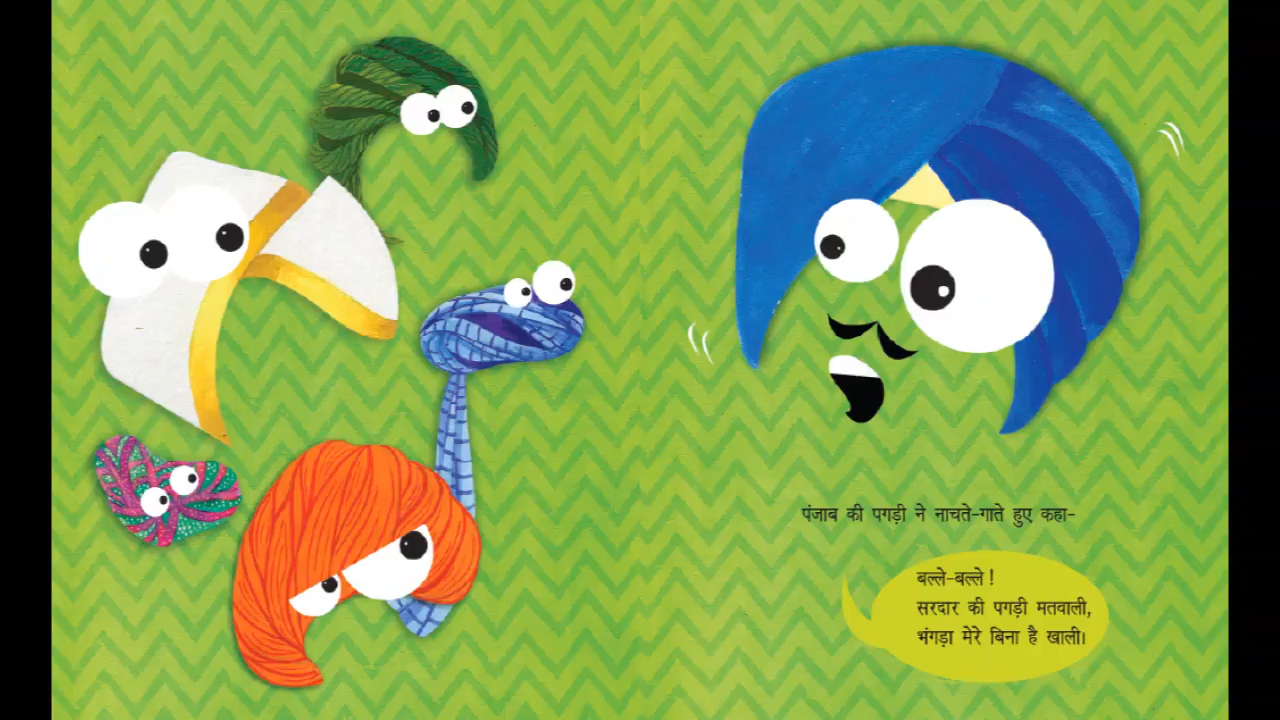 पंजाब की पगड़ी ने नाचते-गाते हुए कहा-
बल्ले-बल्ले !
सरदार की पगड़ी मतवाली,
भंगड़ा मेरे बिना है खाली।